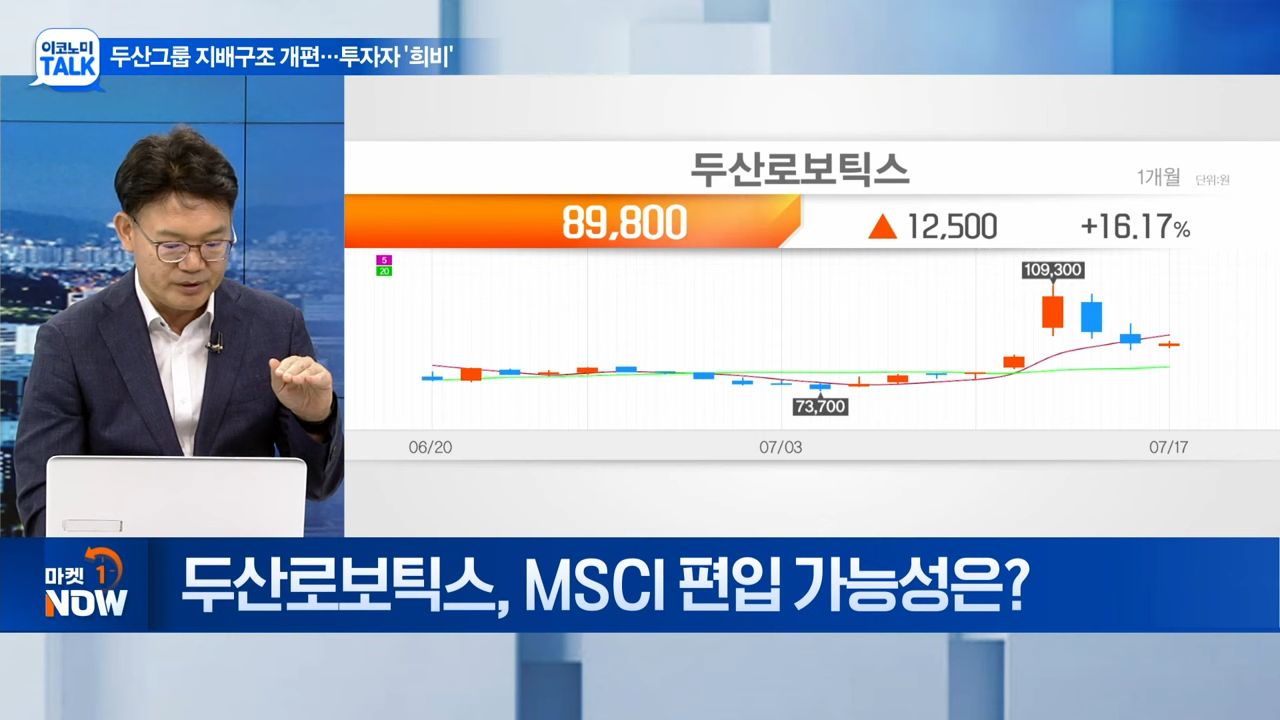 이코노미
TALK
두산그룹 지배구조 개편…투자자 '희비'
두산로보틱스
1개월 단위:원
89,800 ▲ 12,500 +16.17%
5
20
109,300
73,700
06/20 07/03 07/17
마켓 1
NOW
두산로보틱스, MSCI 편입 가능성은?